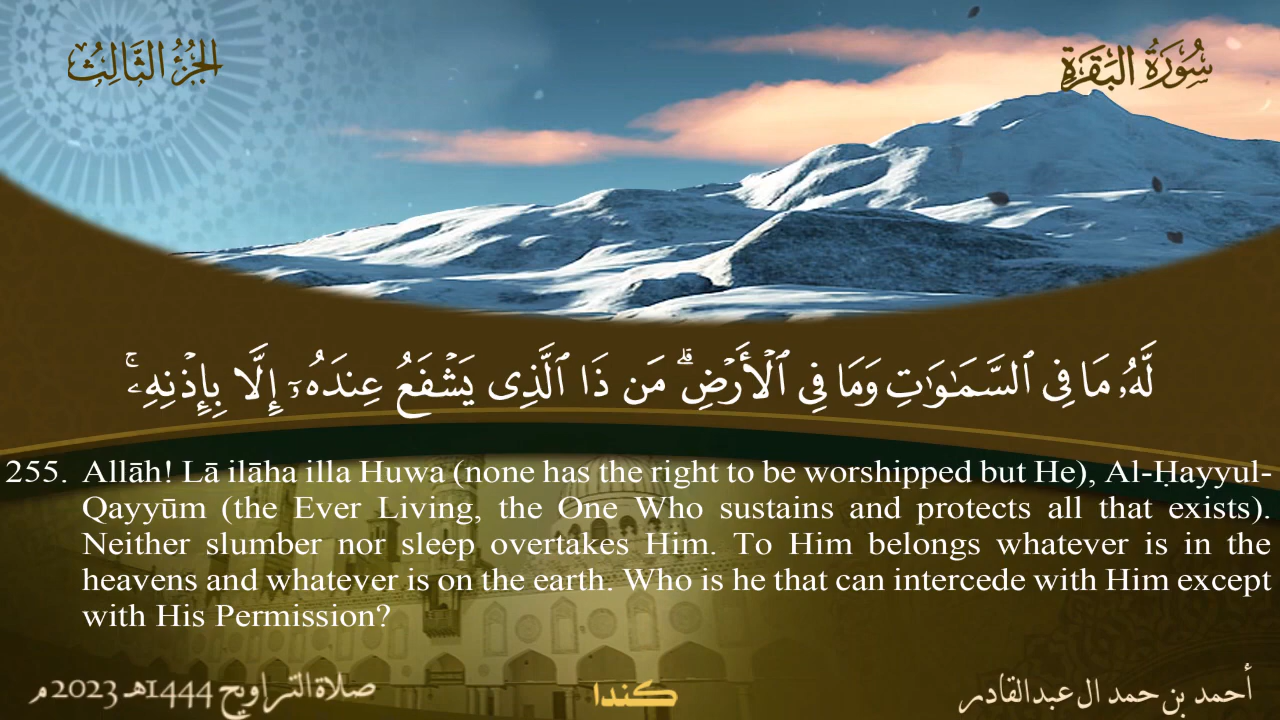 سُورَةُ البَقَرَةِ
الجُزْءُ الثَّالِثُ
لَّهُۥ مَا فِى ٱلسَّمَـٰوَٰتِ وَمَا فِى ٱلْأَرْضِ ۗ مَن ذَا ٱلَّذِى يَشْفَعُ عِندَهُۥٓ إِلَّا بِإِذْنِهِۦ ۚ
255. Allāh! Lā ilāha illa Huwa (none has the right to be worshipped but He), Al-Ḥayyul-
Qayyūm (the Ever Living, the One Who sustains and protects all that exists).
Neither slumber nor sleep overtakes Him. To Him belongs whatever is in the
heavens and whatever is on the earth. Who is he that can intercede with Him except
with His Permission?
أحمد بن حمد ال عبدالقادر
كندا
صلاة التراويح 1444هـ 2023 م